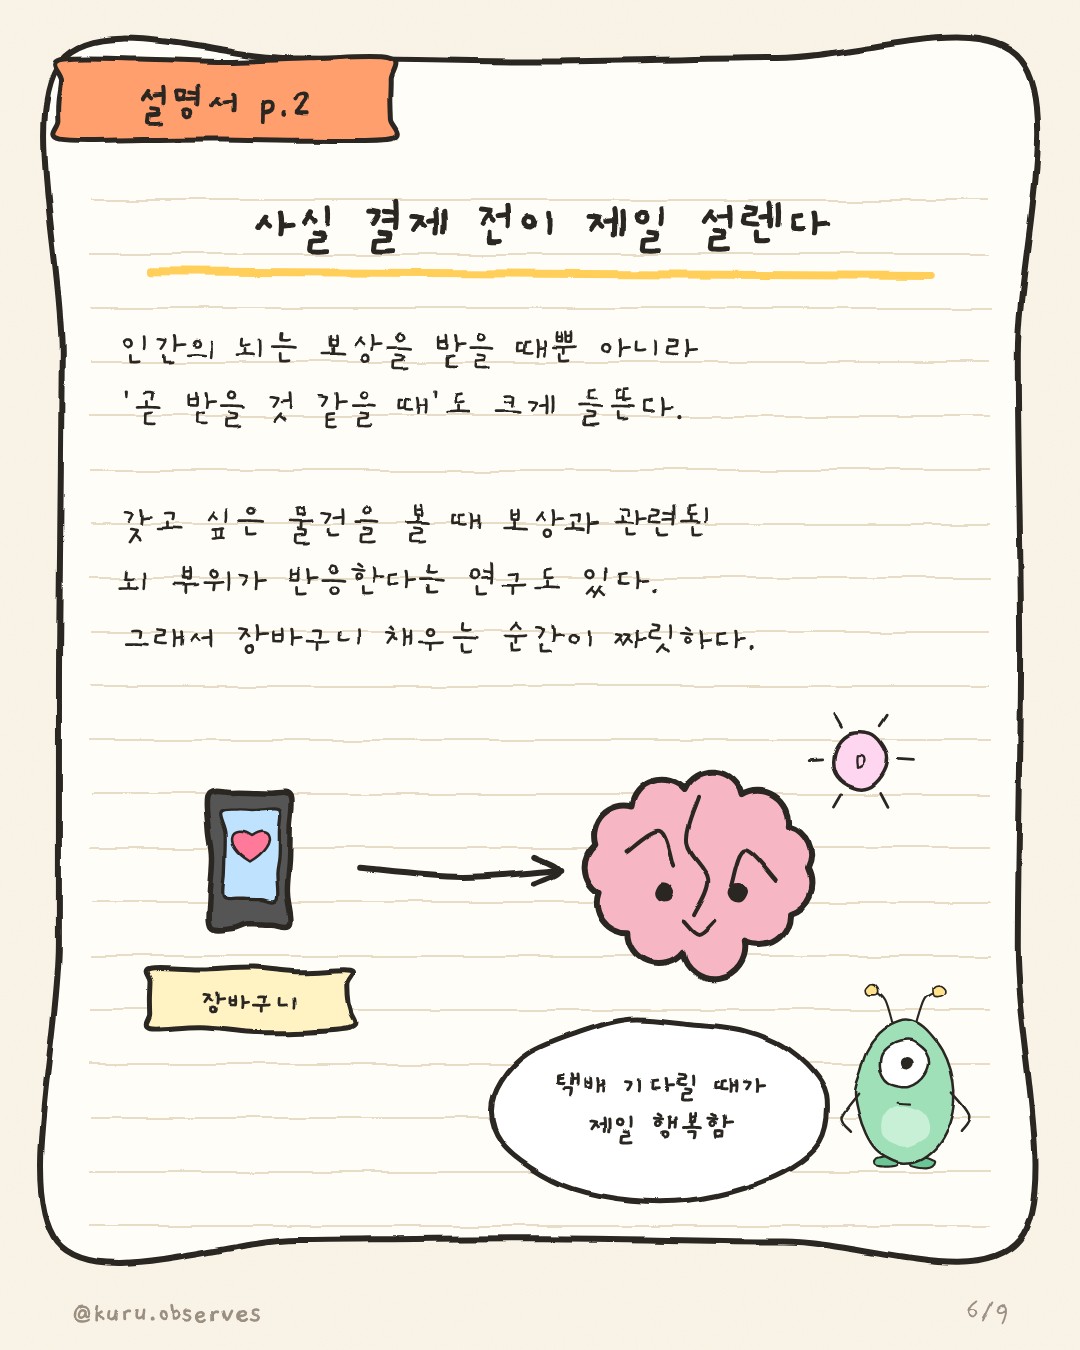 설명서 p.2
사실 결제 전이 제일 설렌다
인간의 뇌는 보상을 받을 때뿐 아니라
'곧 받을 것 같을 때'도 크게 들뜬다.
갖고 싶은 물건을 볼 때 보상과 관련된
뇌 부위가 반응한다는 연구도 있다.
그래서 장바구니 채우는 순간이 짜릿하다.
D
장바구니
택배 기다릴 때가
제일 행복함
@kuru.observes
6/9